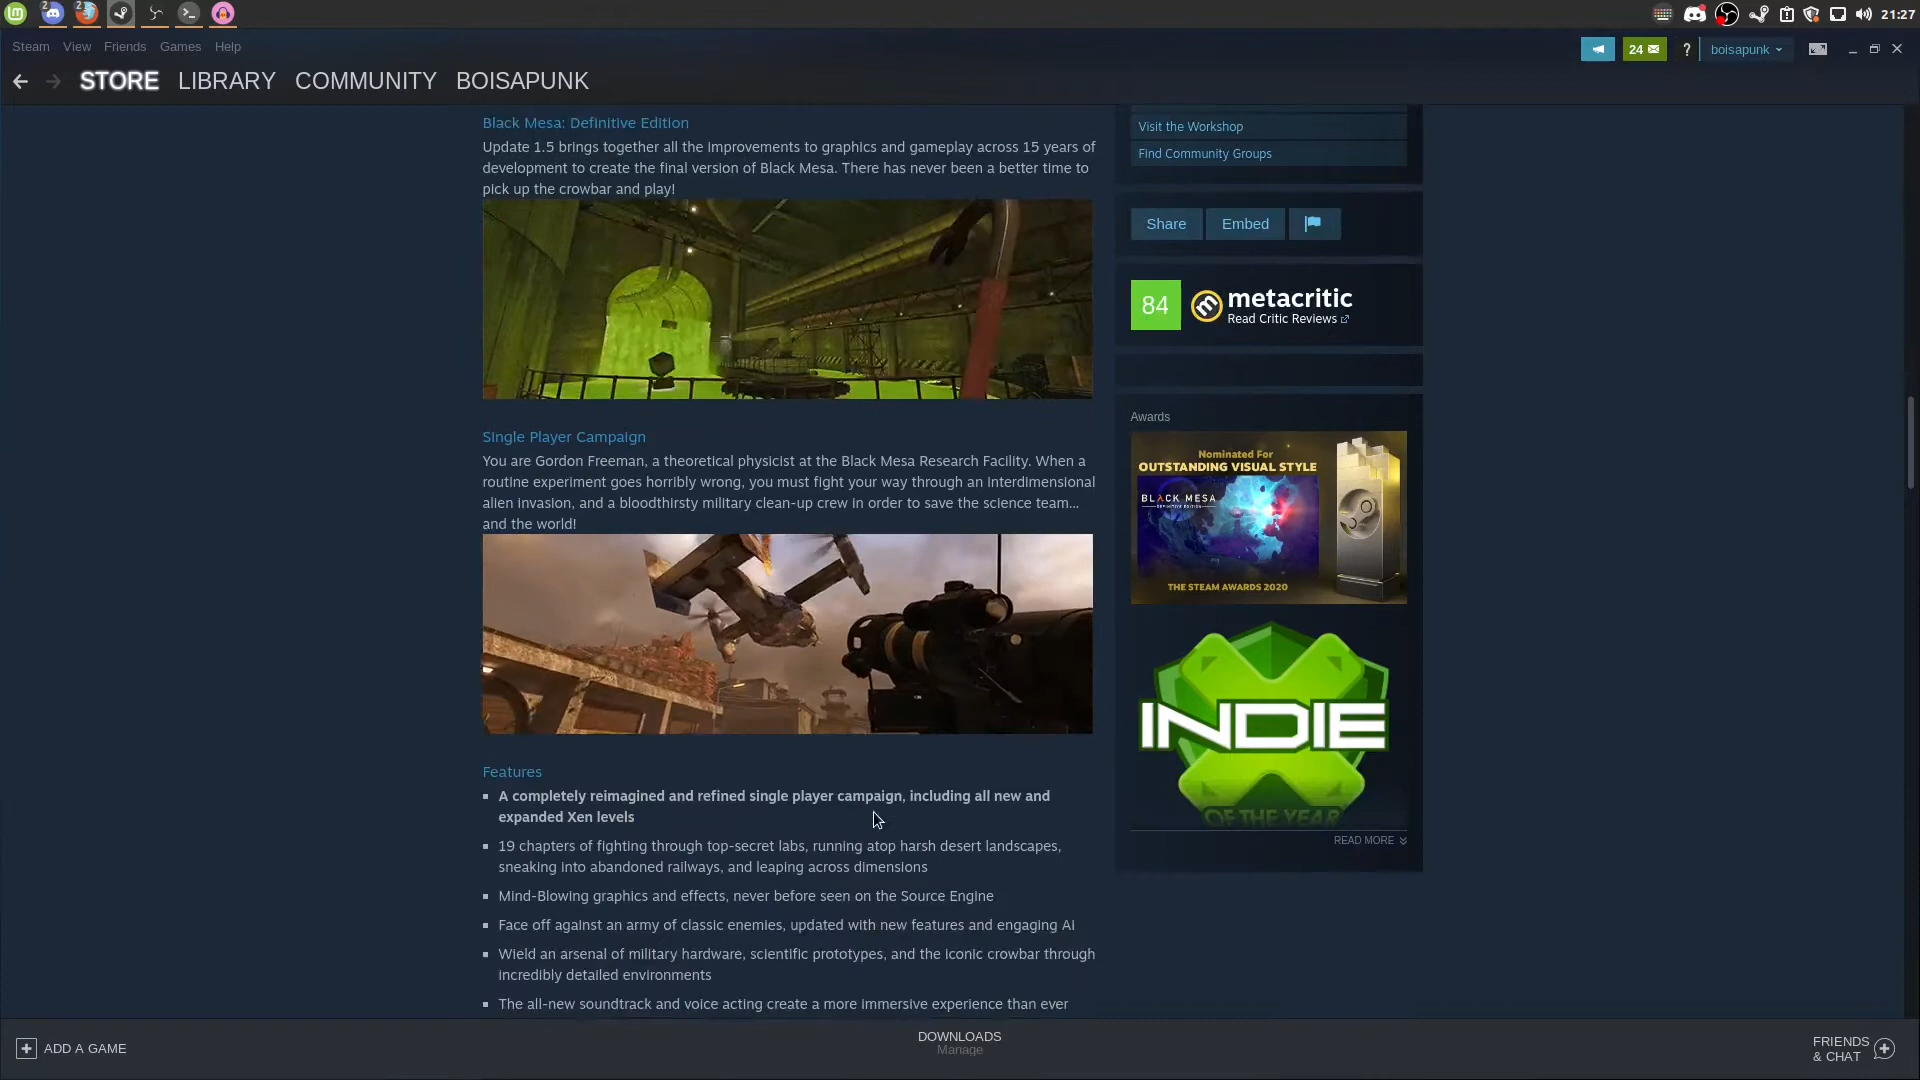 2
2
21:27
Steam View Friends Games Help
24
?
boisapunk
STORE LIBRARY COMMUNITY BOISAPUNK
Black Mesa: Definitive Edition
Update 1.5 brings together all the improvements to graphics and gameplay across 15 years of
development to create the final version of Black Mesa. There has never been a better time to
pick up the crowbar and play!
Single Player Campaign
You are Gordon Freeman, a theoretical physicist at the Black Mesa Research Facility. When a
routine experiment goes horribly wrong, you must fight your way through an interdimensional
alien invasion, and a bloodthirsty military clean-up crew in order to save the science team...
and the world!
Features
A completely reimagined and refined single player campaign, including all new and
expanded Xen levels
19 chapters of fighting through top-secret labs, running atop harsh desert landscapes,
sneaking into abandoned railways, and leaping across dimensions
Mind-Blowing graphics and effects, never before seen on the Source Engine
Face off against an army of classic enemies, updated with new features and engaging AI
Wield an arsenal of military hardware, scientific prototypes, and the iconic crowbar through
incredibly detailed environments
The all-new soundtrack and voice acting create a more immersive experience than ever
Visit the Workshop
Find Community Groups
Share Embed
84
metacritic
Read Critic Reviews
Awards
Nominated For
OUTSTANDING VISUAL STYLE
BLACK MESA
DEFINITIVE EDITION
THE STEAM AWARDS 2020
INDIE
OF THE YEAR
READ MORE
ADD A GAME
DOWNLOADS
Manage
FRIENDS
& CHAT